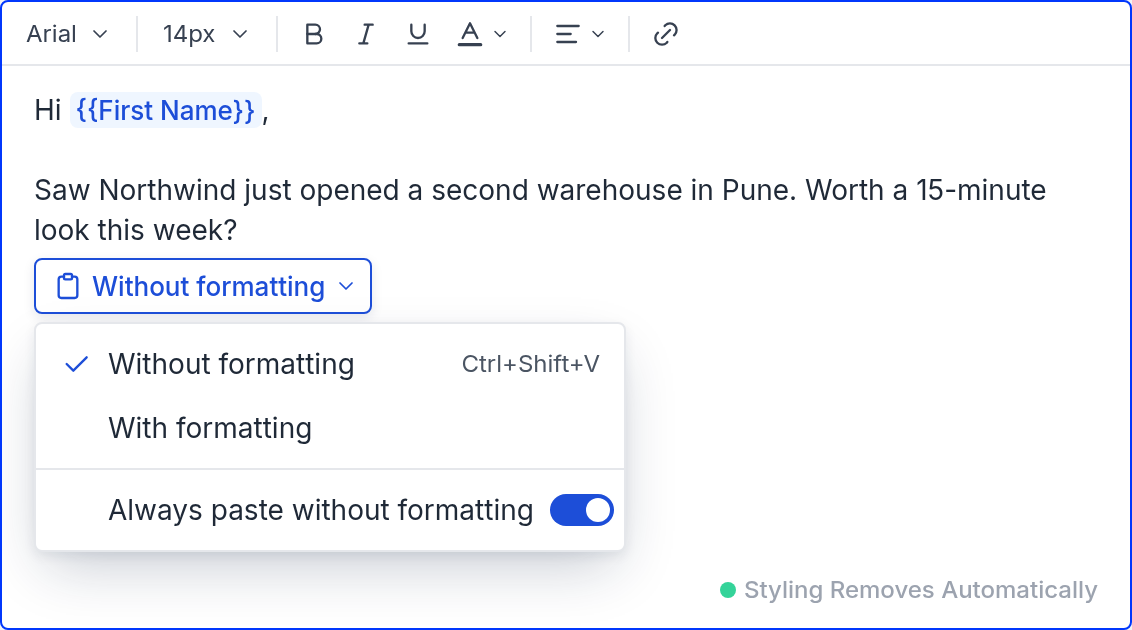 Arial 14px B I U A
Hi {{First Name}},
Saw Northwind just opened a second warehouse in Pune. Worth a 15-minute
look this week?
Without formatting
Without formatting Ctrl+Shift+V
With formatting
Always paste without formatting
Styling Removes Automatically